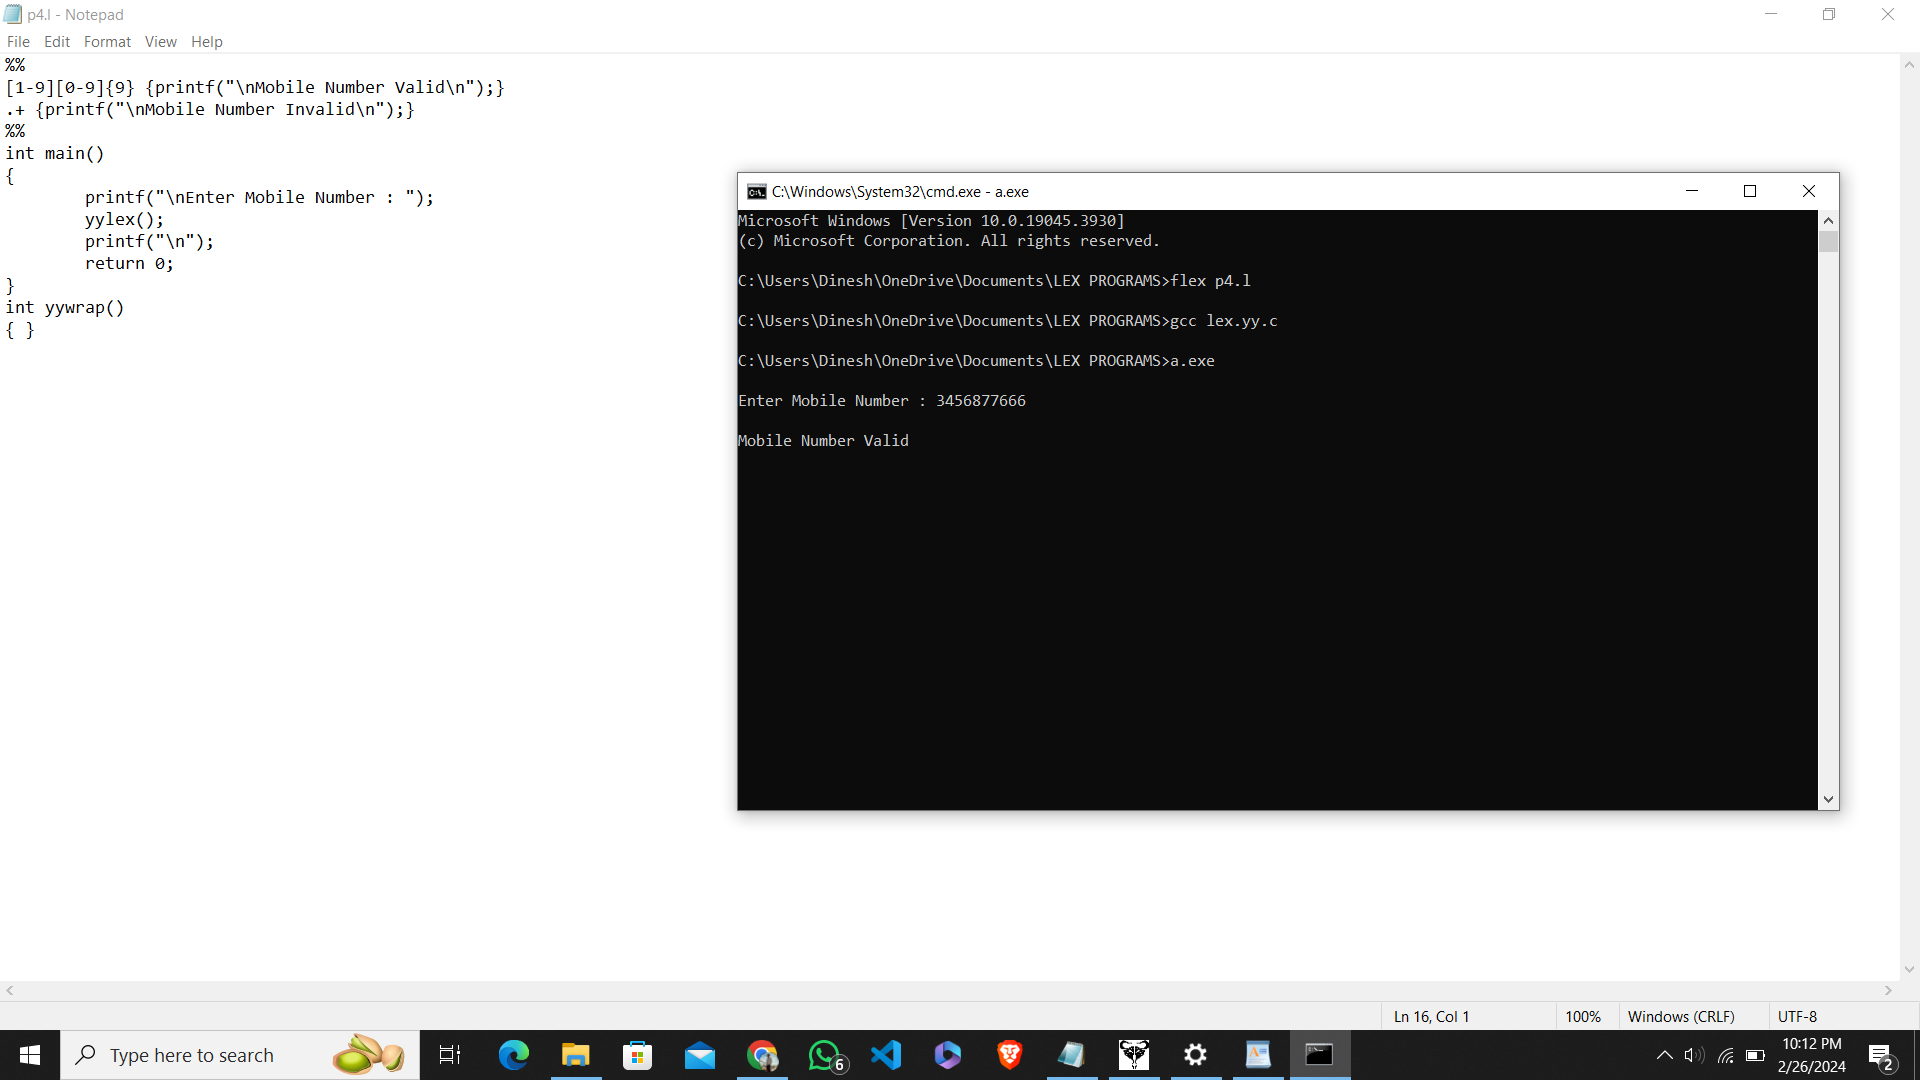 p4.l - Notepad
File Edit Format View Help
%%
[1-9][0-9]{9} {printf("\nMobile Number Valid\n");}
.+ {printf("\nMobile Number Invalid\n");}
%%
int main()
{
        printf("\nEnter Mobile Number : ");
        yylex();
        printf("\n");
        return 0;
}
int yywrap()
{ }
C:\Windows\System32\cmd.exe - a.exe
Microsoft Windows [Version 10.0.19045.3930]
(c) Microsoft Corporation. All rights reserved.
C:\Users\Dinesh\OneDrive\Documents\LEX PROGRAMS>flex p4.l
C:\Users\Dinesh\OneDrive\Documents\LEX PROGRAMS>gcc lex.yy.c
C:\Users\Dinesh\OneDrive\Documents\LEX PROGRAMS>a.exe
Enter Mobile Number : 3456877666
Mobile Number Valid
Ln 16, Col 1 100% Windows (CRLF) UTF-8
Type here to search
6
10:12 PM
2/26/2024
2